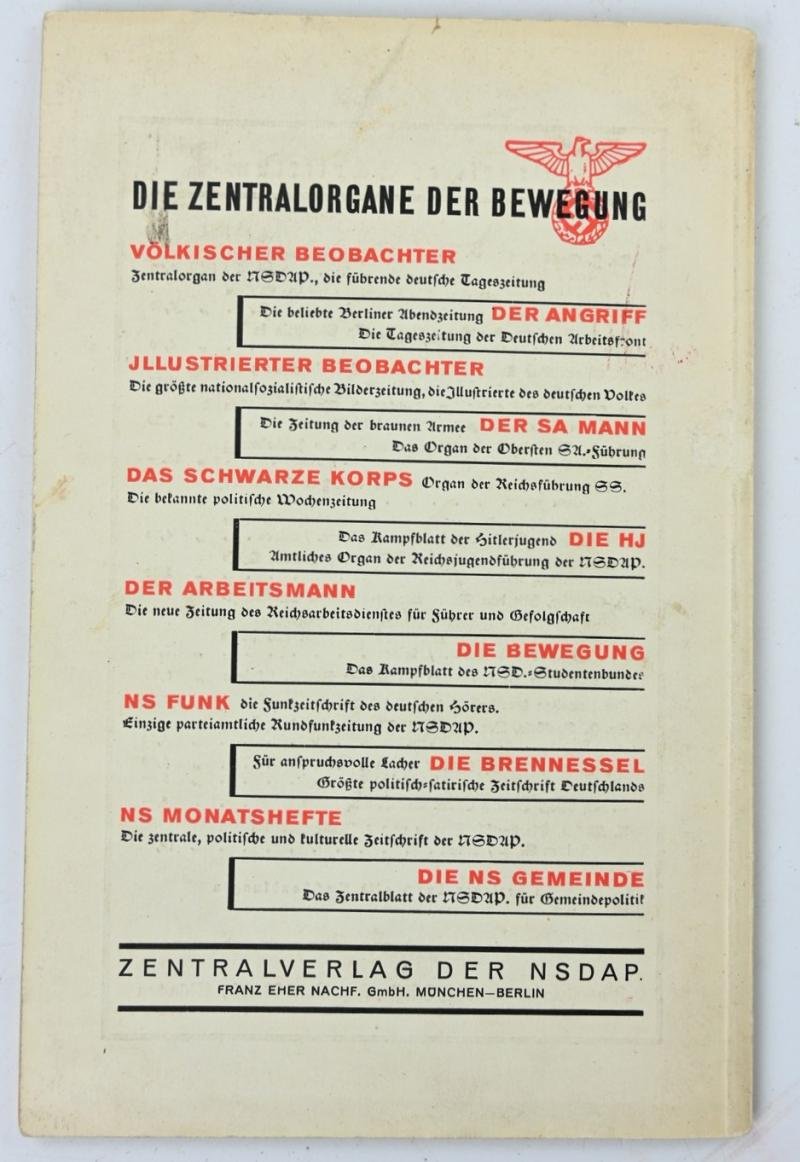 DIE ZENTRALORGANE DER BEWEGUNG
VÖLKISCHER BEOBACHTER
Zentralorgan der NSDAP., die führende deutsche Tageszeitung
Die beliebte Berliner Abendzeitung DER ANGRIFF
Die Tageszeitung der Deutschen Arbeitsfront
JLLUSTRIERTER BEOBACHTER
Die größte nationalsozialistische Bilderzeitung, die Jllustrierte des deutschen Volkes
Die Zeitung der braunen Armee DER SA MANN
Das Organ der Obersten SA.-Führung
DAS SCHWARZE KORPS Organ der Reichsführung SS.
Die bekannte politische Wochenzeitung
Das Kampfblatt der Hitlerjugend DIE HJ
Amtliches Organ der Reichsjugendführung der NSDAP.
DER ARBEITSMANN
Die neue Zeitung des Reichsarbeitsdienstes für Führer und Gefolgschaft
DIE BEWEGUNG
Das Kampfblatt des NSD.-Studentenbundes
NS FUNK die Funkzeitschrift des deutschen Hörers.
Einzige parteiamtliche Rundfunkzeitung der NSDAP.
Für anspruchsvolle Lacher DIE BRENNESSEL
Größte politisch-satirische Zeitschrift Deutschlands
NS MONATSHEFTE
Die zentrale, politische und kulturelle Zeitschrift der NSDAP.
DIE NS GEMEINDE
Das Zentralblatt der NSDAP. für Gemeindepolitik
ZENTRALVERLAG DER NSDAP.
FRANZ EHER NACHF. GmbH. MÜNCHEN—BERLIN